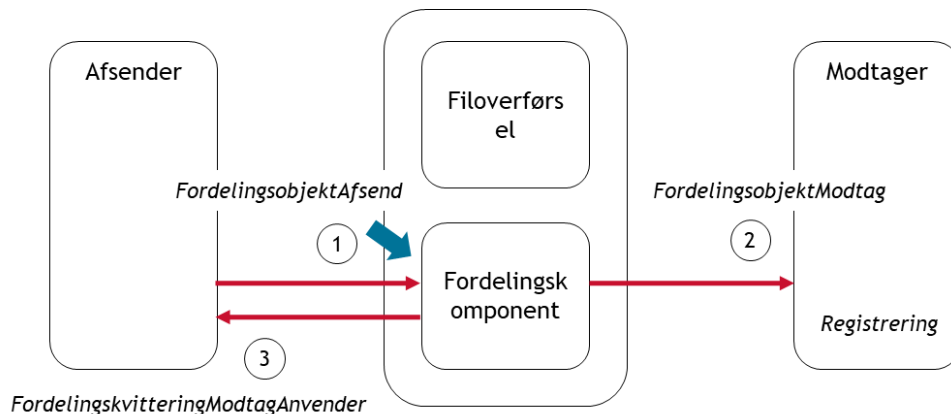 Afsender
Filoverførs
el
Modtager
FordelingsobjektAfsend
FordelingsobjektModtag
1
2
Fordelingsk
omponent
Registrering
3
FordelingskvitteringModtagAnvender